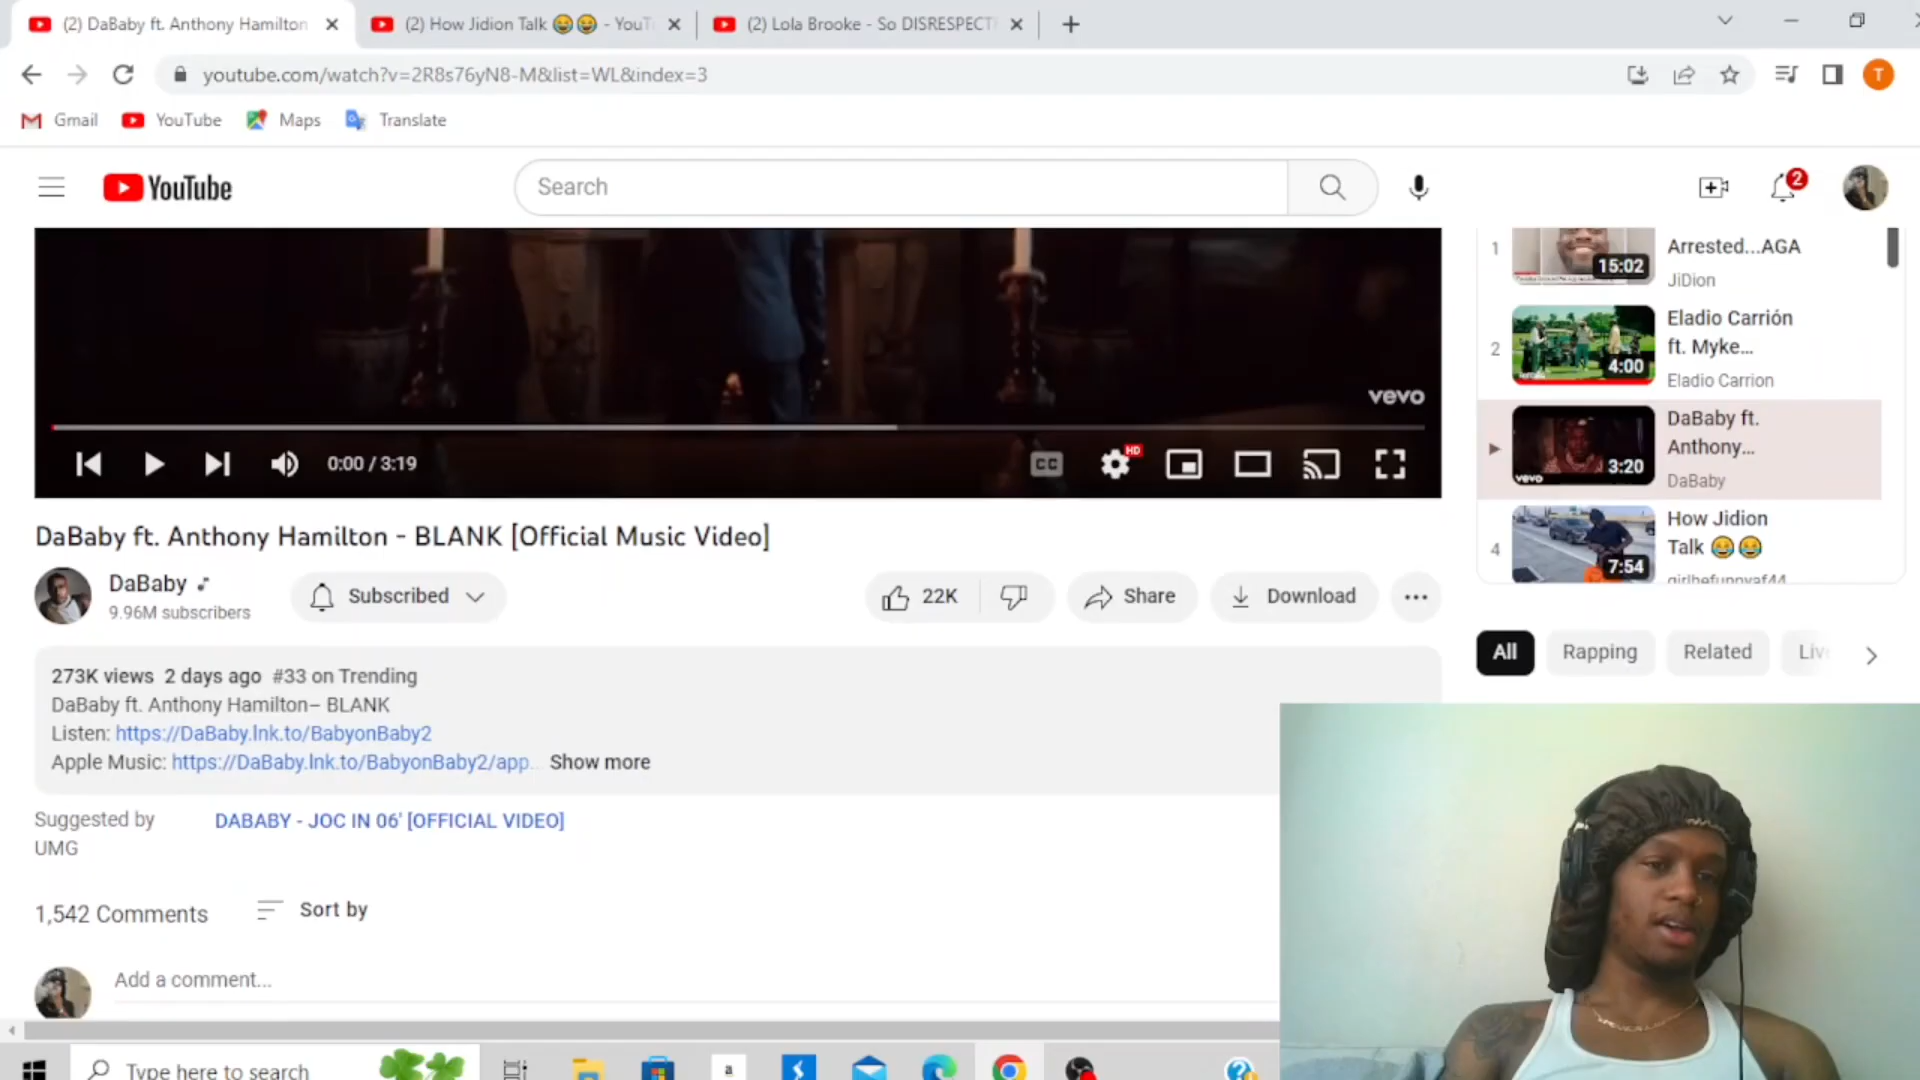 (2) DaBaby ft. Anthony Hamilton
(2) How Jidion Talk 😂😂 - YouT
(2) Lola Brooke - So DISRESPECT
youtube.com/watch?v=2R8s76yN8-M&list=WL&index=3
T
Gmail
YouTube
Maps
Translate
YouTube
Search
2
vevo
0:00 / 3:19
CC
HD
1
15:02
Arrested...AGA
JiDion
2
4:00
Eladio Carrión
ft. Myke...
Eladio Carrion
vevo
3:20
DaBaby ft.
Anthony...
DaBaby
4
7:54
How Jidion
Talk 😂😂
girlhefunnyaf44
DaBaby ft. Anthony Hamilton - BLANK [Official Music Video]
DaBaby
9.96M subscribers
Subscribed
22K
Share
Download
All
Rapping
Related
Live
273K views 2 days ago #33 on Trending
DaBaby ft. Anthony Hamilton– BLANK
Listen: https://DaBaby.lnk.to/BabyonBaby2
Apple Music: https://DaBaby.lnk.to/BabyonBaby2/app... Show more
Suggested by
UMG
DABABY - JOC IN 06' [OFFICIAL VIDEO]
1,542 Comments
Sort by
Add a comment...
Type here to search
a